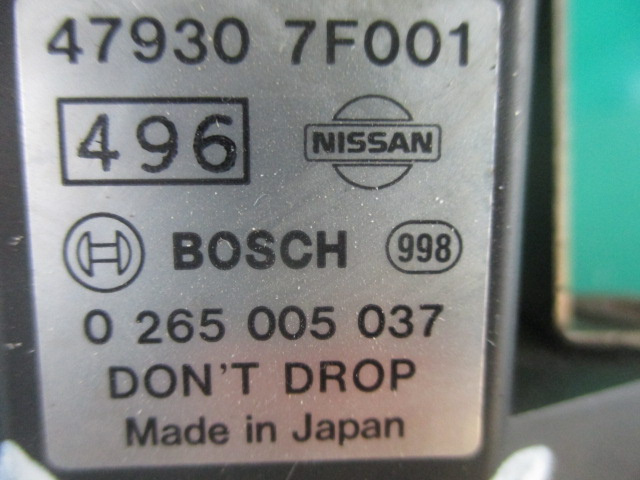 47930 7F001
496 NISSAN
BOSCH 998
0 265 005 037
DON'T DROP
Made in Japan